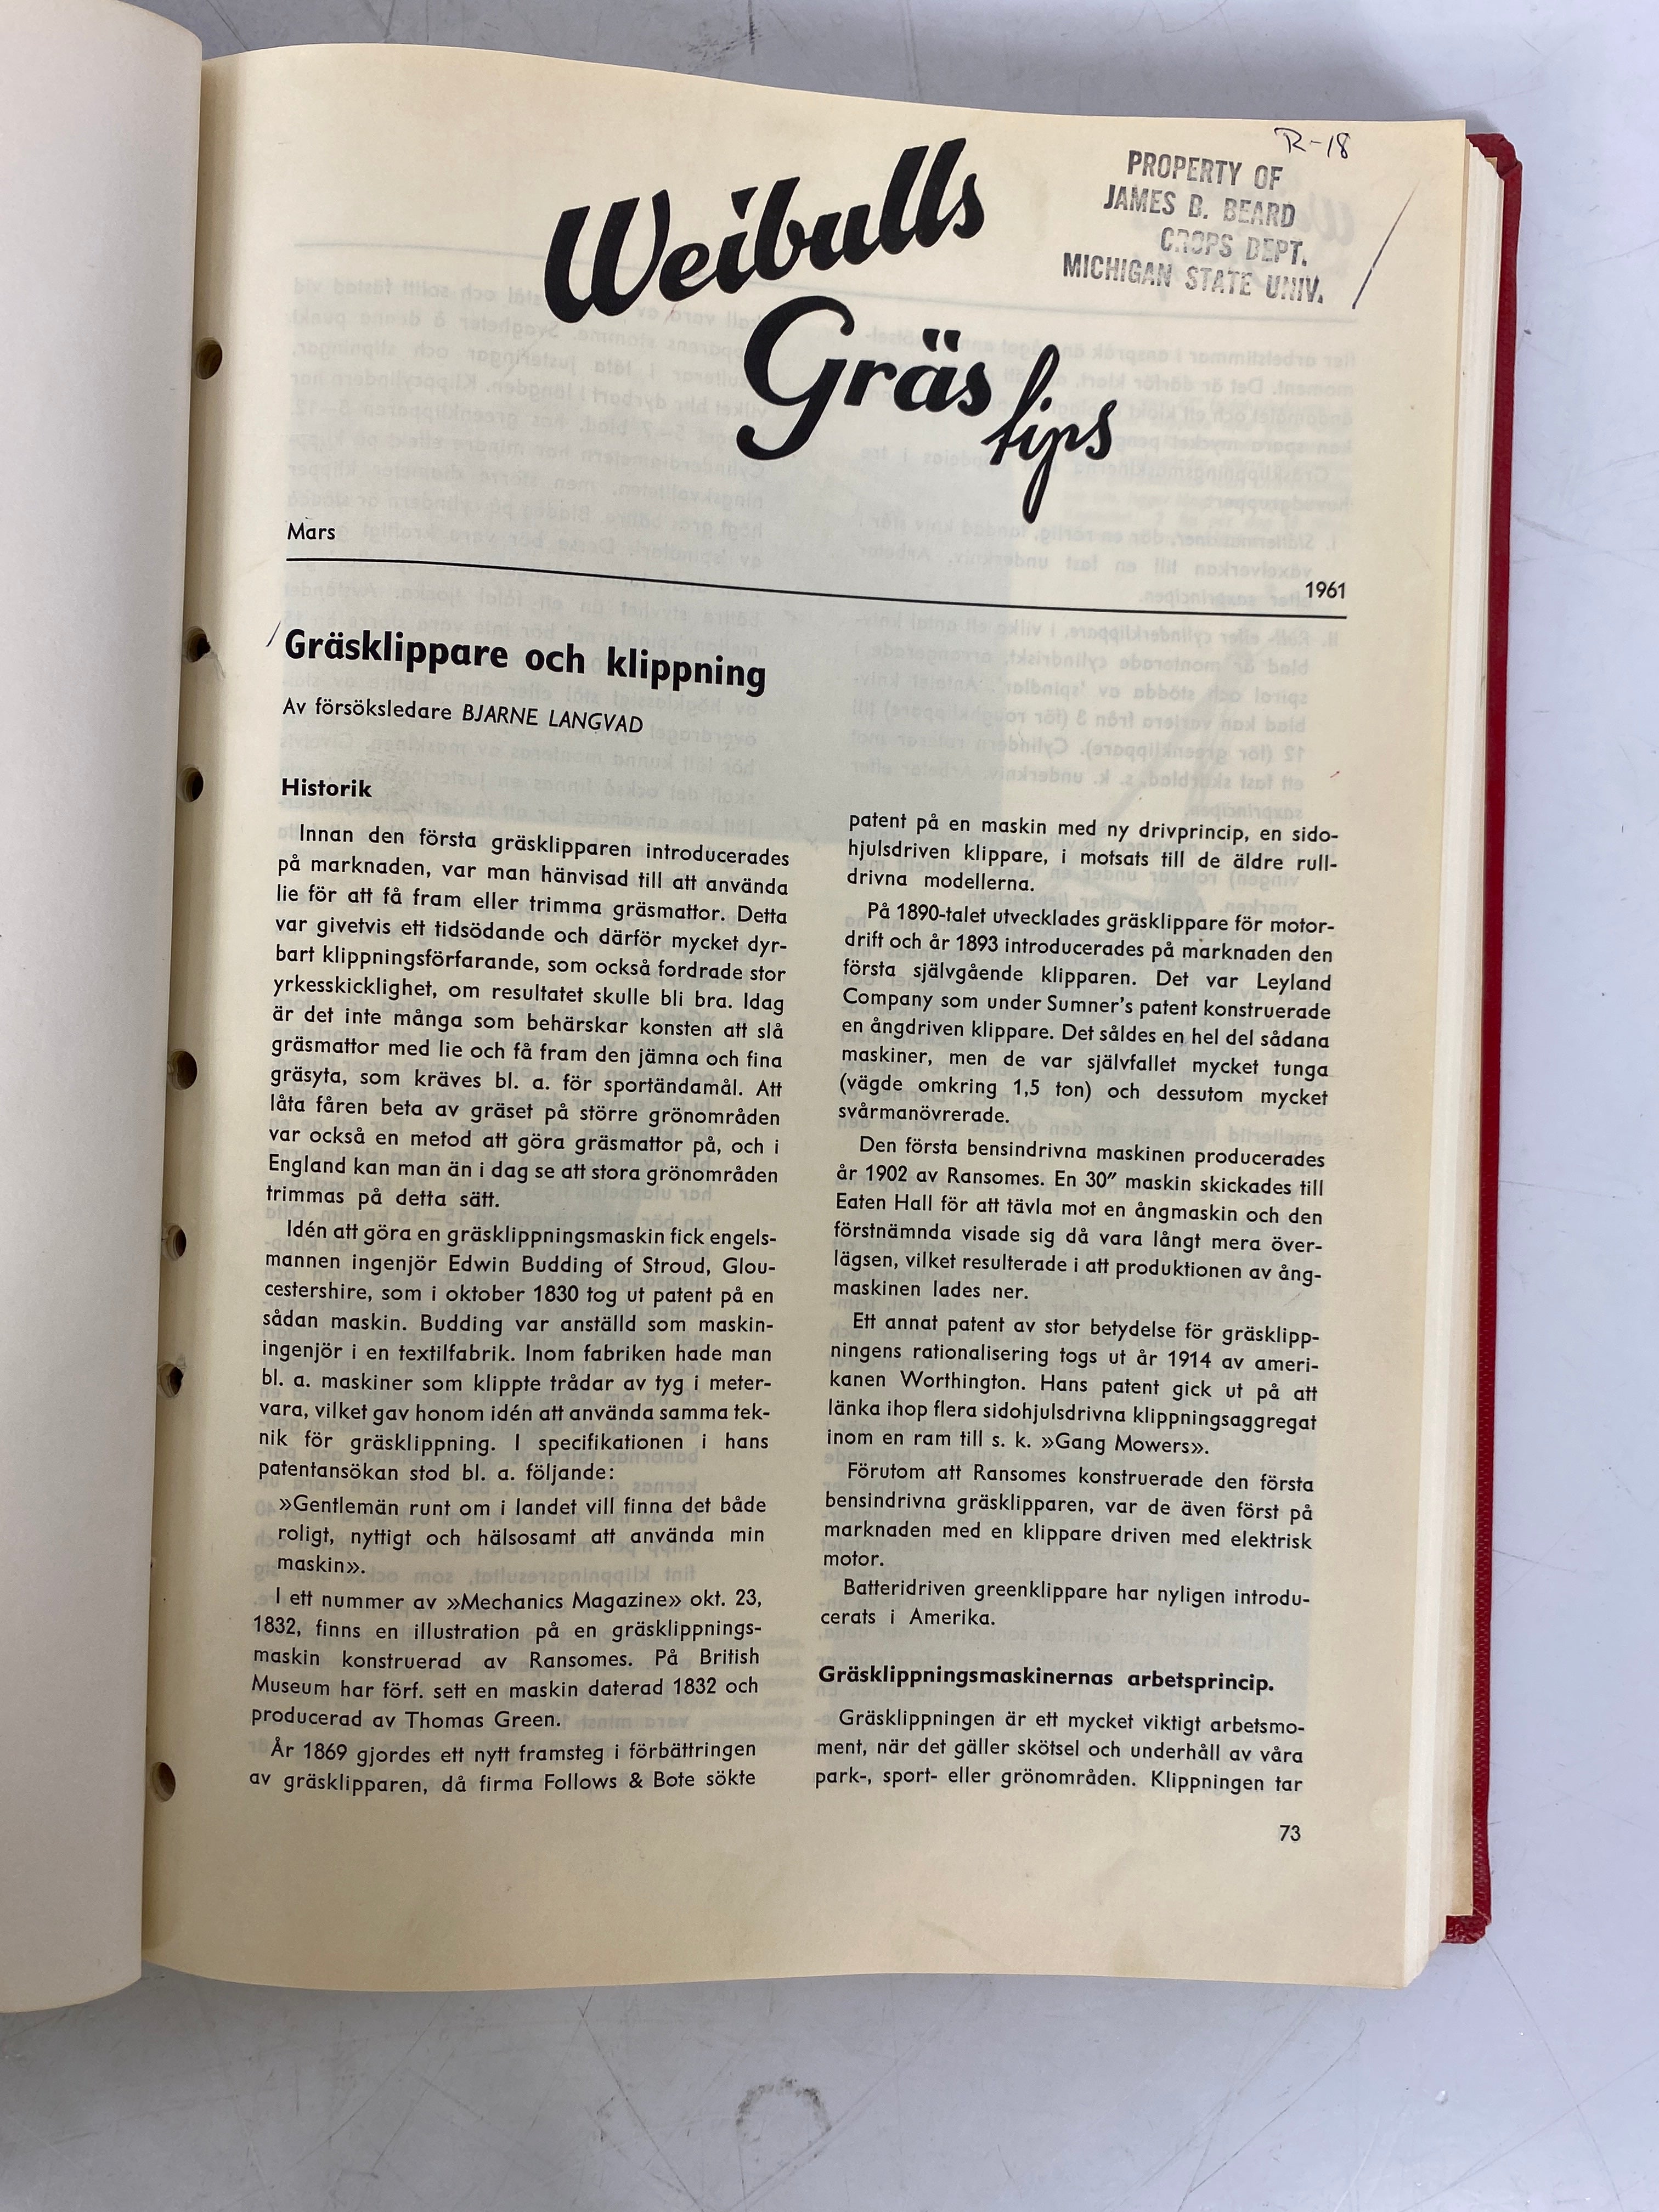 R-18
PROPERTY OF
JAMES B. BEARD
CROPS DEPT.
MICHIGAN STATE UNIV.
Weibulls
Gräs
tips
Mars
1961
Gräsklippare och klippning
Av försöksledare BJARNE LANGVAD
Historik
Innan den första gräsklipparen introducerades
på marknaden, var man hänvisad till att använda
lie för att få fram eller trimma gräsmattor. Detta
var givetvis ett tidsödande och därför mycket dyr-
bart klippningsförfarande, som också fordrade stor
yrkesskicklighet, om resultatet skulle bli bra. Idag
är det inte många som behärskar konsten att slå
gräsmattor med lie och få fram den jämna och fina
gräsyta, som kräves bl. a. för sportändamål. Att
låta fåren beta av gräset på större grönområden
var också en metod att göra gräsmattor på, och i
England kan man än i dag se att stora grönområden
trimmas på detta sätt.
Idén att göra en gräsklippningsmaskin fick engels-
mannen ingenjör Edwin Budding of Stroud, Glou-
cestershire, som i oktober 1830 tog ut patent på en
sådan maskin. Budding var anställd som maskin-
ingenjör i en textilfabrik. Inom fabriken hade man
bl. a. maskiner som klippte trådar av tyg i meter-
vara, vilket gav honom idén att använda samma tek-
nik för gräsklippning. I specifikationen i hans
patentansökan stod bl. a. följande:
»Gentlemän runt om i landet vill finna det både
roligt, nyttigt och hälsosamt att använda min
maskin».
I ett nummer av »Mechanics Magazine» okt. 23,
1832, finns en illustration på en gräsklippnings-
maskin konstruerad av Ransomes. På British
Museum har förf. sett en maskin daterad 1832 och
producerad av Thomas Green.
År 1869 gjordes ett nytt framsteg i förbättringen
av gräsklipparen, då firma Follows & Bote sökte
patent på en maskin med ny drivprincip, en sido-
hjulsdriven klippare, i motsats till de äldre rull-
drivna modellerna.
På 1890-talet utvecklades gräsklippare för motor-
drift och år 1893 introducerades på marknaden den
första självgående klipparen. Det var Leyland
Company som under Sumner's patent konstruerade
en ångdriven klippare. Det såldes en hel del sådana
maskiner, men de var självfallet mycket tunga
(vägde omkring 1,5 ton) och dessutom mycket
svårmanövrerade.
Den första bensindrivna maskinen producerades
år 1902 av Ransomes. En 30″ maskin skickades till
Eaten Hall för att tävla mot en ångmaskin och den
förstnämnda visade sig då vara långt mera över-
lägsen, vilket resulterade i att produktionen av ång-
maskinen lades ner.
Ett annat patent av stor betydelse för gräsklipp-
ningens rationalisering togs ut år 1914 av ameri-
kanen Worthington. Hans patent gick ut på att
länka ihop flera sidohjulsdrivna klippningsaggregat
inom en ram till s. k. »Gang Mowers».
Förutom att Ransomes konstruerade den första
bensindrivna gräsklipparen, var de även först på
marknaden med en klippare driven med elektrisk
motor.
Batteridriven greenklippare har nyligen introdu-
cerats i Amerika.
Gräsklippningsmaskinernas arbetsprincip.
Gräsklippningen är ett mycket viktigt arbetsmo-
ment, när det gäller skötsel och underhåll av våra
park-, sport- eller grönområden. Klippningen tar
73